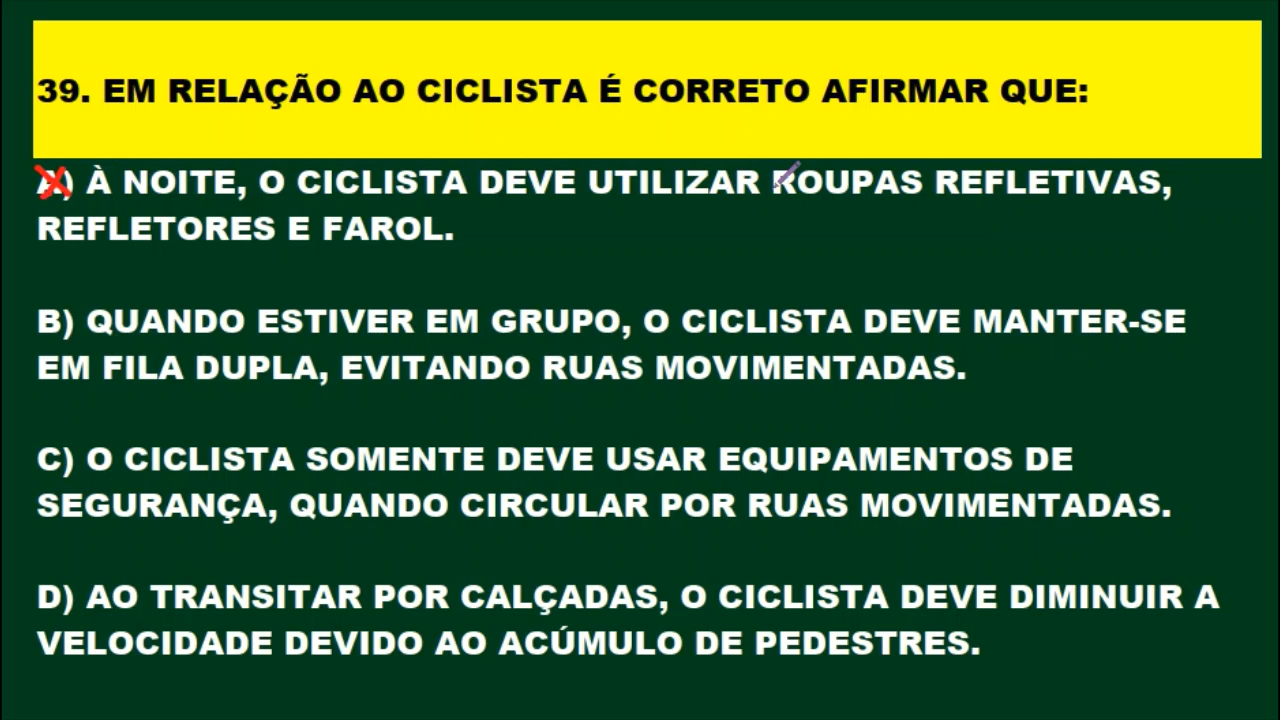 39. EM RELAÇÃO AO CICLISTA É CORRETO AFIRMAR QUE:
A) À NOITE, O CICLISTA DEVE UTILIZAR ROUPAS REFLETIVAS,
REFLETORES E FAROL.
B) QUANDO ESTIVER EM GRUPO, O CICLISTA DEVE MANTER-SE
EM FILA DUPLA, EVITANDO RUAS MOVIMENTADAS.
C) O CICLISTA SOMENTE DEVE USAR EQUIPAMENTOS DE
SEGURANÇA, QUANDO CIRCULAR POR RUAS MOVIMENTADAS.
D) AO TRANSITAR POR CALÇADAS, O CICLISTA DEVE DIMINUIR A
VELOCIDADE DEVIDO AO ACÚMULO DE PEDESTRES.